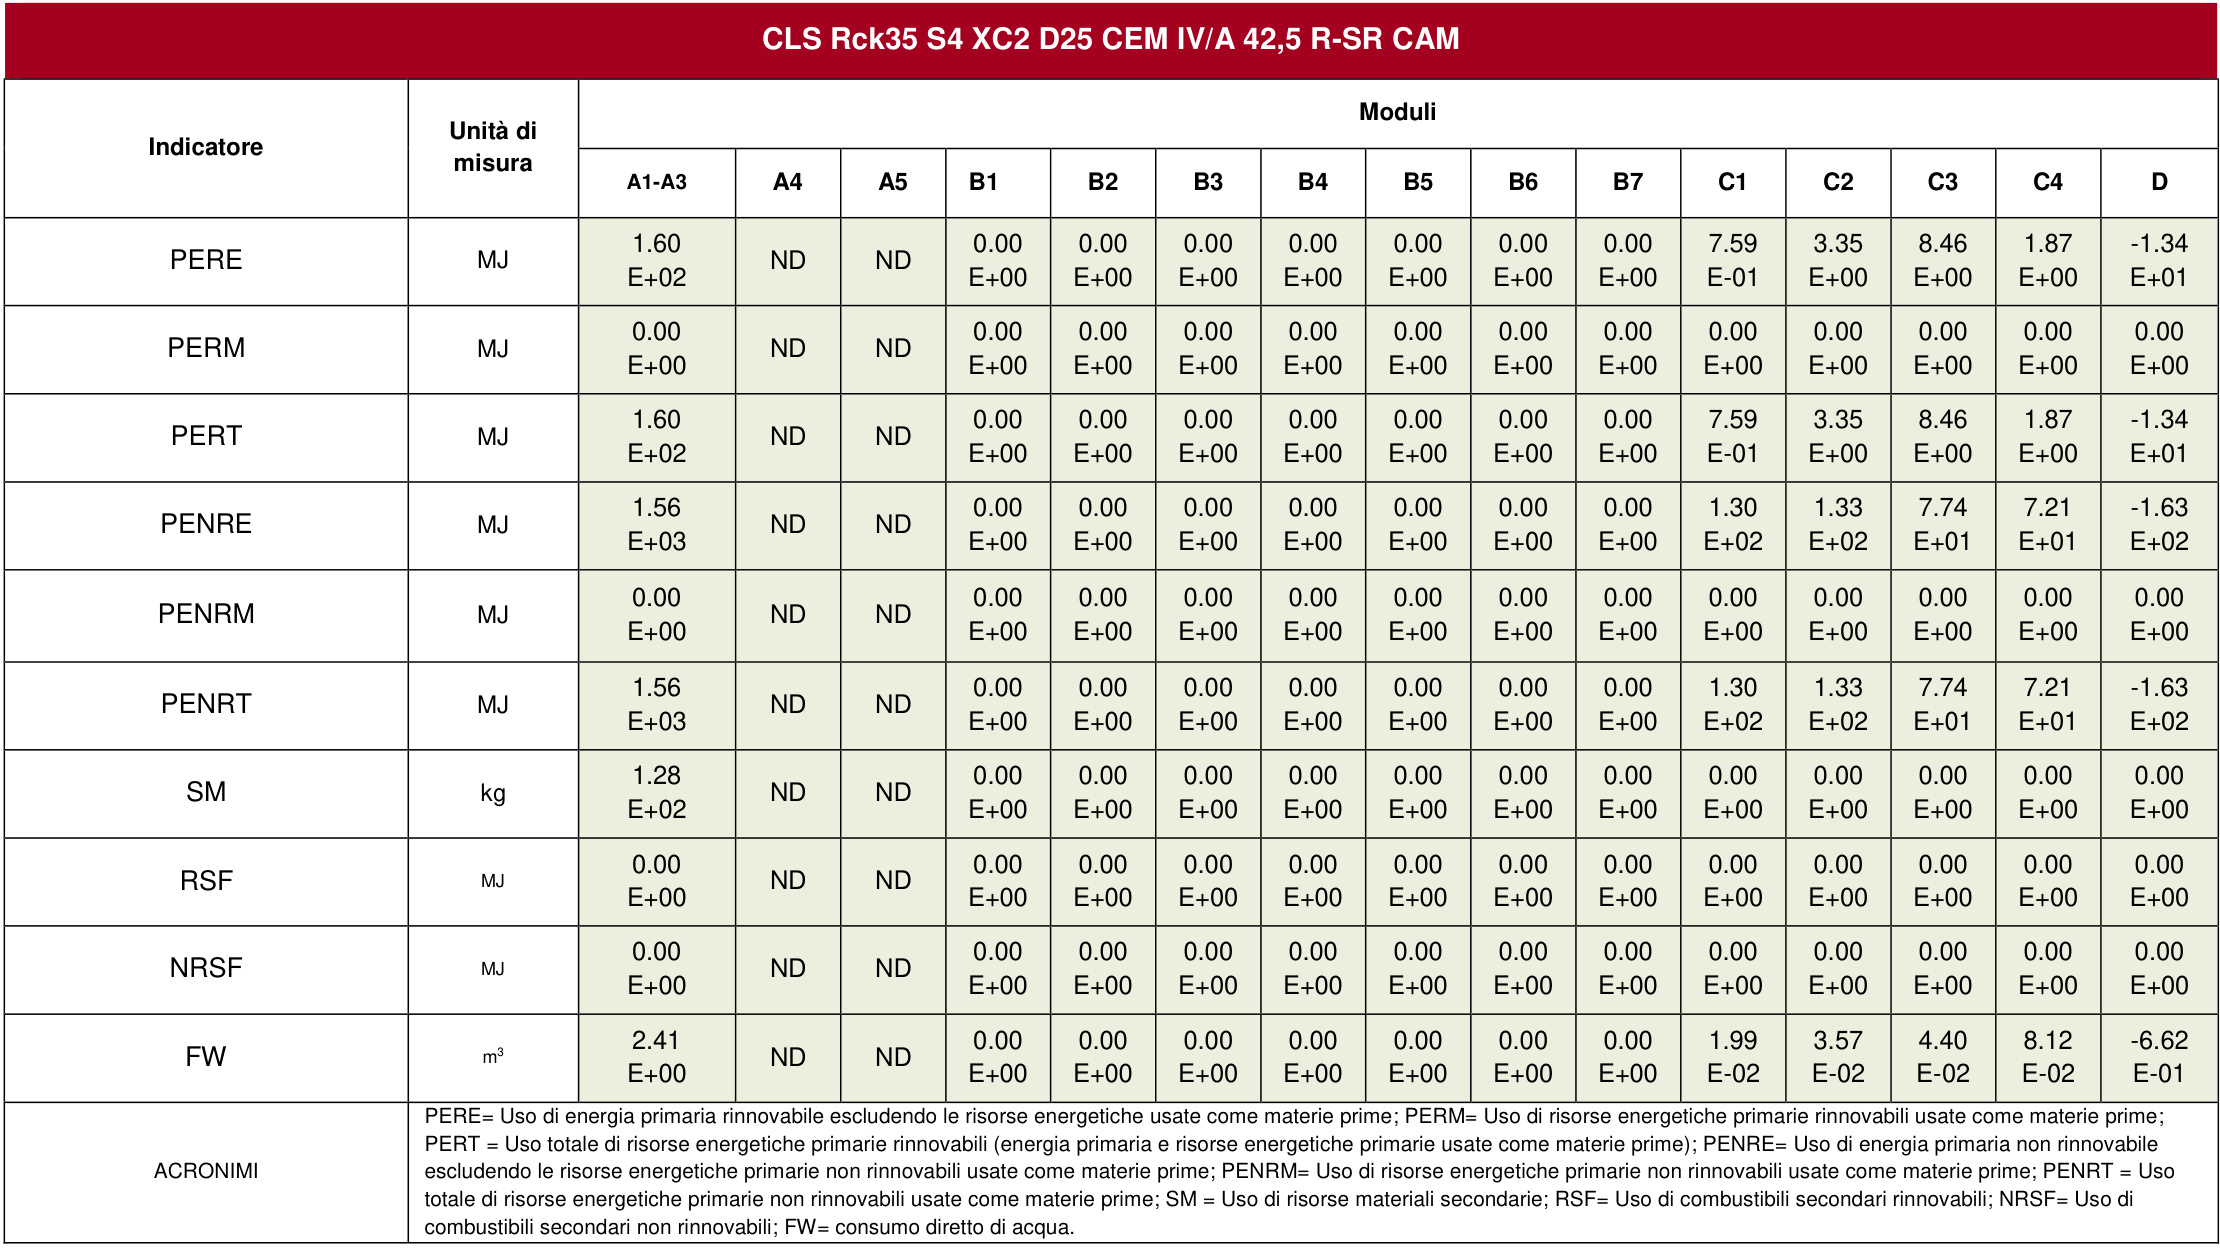 CLS Rck35 S4 XC2 D25 CEM IV/A 42,5 R-SR CAM
Indicatore
Unità di
misura
Moduli
A1-A3 A4 A5 B1 B2 B3 B4 B5 B6 B7 C1 C2 C3 C4 D
PERE MJ ND ND
1.60 0.00 0.00 0.00 0.00 0.00 0.00 0.00 7.59 3.35 8.46 1.87 -1.34
E+02 E+00 E+00 E+00 E+00 E+00 E+00 E+00 E-01 E+00 E+00 E+00 E+01
PERM MJ ND ND
0.00 0.00 0.00 0.00 0.00 0.00 0.00 0.00 0.00 0.00 0.00 0.00 0.00
E+00 E+00 E+00 E+00 E+00 E+00 E+00 E+00 E+00 E+00 E+00 E+00 E+00
PERT MJ ND ND
1.60 0.00 0.00 0.00 0.00 0.00 0.00 0.00 7.59 3.35 8.46 1.87 -1.34
E+02 E+00 E+00 E+00 E+00 E+00 E+00 E+00 E-01 E+00 E+00 E+00 E+01
PENRE MJ ND ND
1.56 0.00 0.00 0.00 0.00 0.00 0.00 0.00 1.30 1.33 7.74 7.21 -1.63
E+03 E+00 E+00 E+00 E+00 E+00 E+00 E+00 E+02 E+02 E+01 E+01 E+02
PENRM MJ ND ND
0.00 0.00 0.00 0.00 0.00 0.00 0.00 0.00 0.00 0.00 0.00 0.00 0.00
E+00 E+00 E+00 E+00 E+00 E+00 E+00 E+00 E+00 E+00 E+00 E+00 E+00
PENRT MJ ND ND
1.56 0.00 0.00 0.00 0.00 0.00 0.00 0.00 1.30 1.33 7.74 7.21 -1.63
E+03 E+00 E+00 E+00 E+00 E+00 E+00 E+00 E+02 E+02 E+01 E+01 E+02
SM kg ND ND
1.28 0.00 0.00 0.00 0.00 0.00 0.00 0.00 0.00 0.00 0.00 0.00 0.00
E+02 E+00 E+00 E+00 E+00 E+00 E+00 E+00 E+00 E+00 E+00 E+00 E+00
RSF MJ ND ND
0.00 0.00 0.00 0.00 0.00 0.00 0.00 0.00 0.00 0.00 0.00 0.00 0.00
E+00 E+00 E+00 E+00 E+00 E+00 E+00 E+00 E+00 E+00 E+00 E+00 E+00
NRSF MJ ND ND
0.00 0.00 0.00 0.00 0.00 0.00 0.00 0.00 0.00 0.00 0.00 0.00 0.00
E+00 E+00 E+00 E+00 E+00 E+00 E+00 E+00 E+00 E+00 E+00 E+00 E+00
FW m³ ND ND
2.41 0.00 0.00 0.00 0.00 0.00 0.00 0.00 1.99 3.57 4.40 8.12 -6.62
E+00 E+00 E+00 E+00 E+00 E+00 E+00 E+00 E-02 E-02 E-02 E-02 E-01
ACRONIMI
PERE= Uso di energia primaria rinnovabile escludendo le risorse energetiche usate come materie prime; PERM= Uso di risorse energetiche primarie rinnovabili usate come materie prime;
PERT = Uso totale di risorse energetiche primarie rinnovabili (energia primaria e risorse energetiche primarie usate come materie prime); PENRE= Uso di energia primaria non rinnovabile
escludendo le risorse energetiche primarie non rinnovabili usate come materie prime; PENRM= Uso di risorse energetiche primarie non rinnovabili usate come materie prime; PENRT = Uso
totale di risorse energetiche primarie non rinnovabili usate come materie prime; SM = Uso di risorse materiali secondarie; RSF= Uso di combustibili secondari rinnovabili; NRSF= Uso di
combustibili secondari non rinnovabili; FW= consumo diretto di acqua.